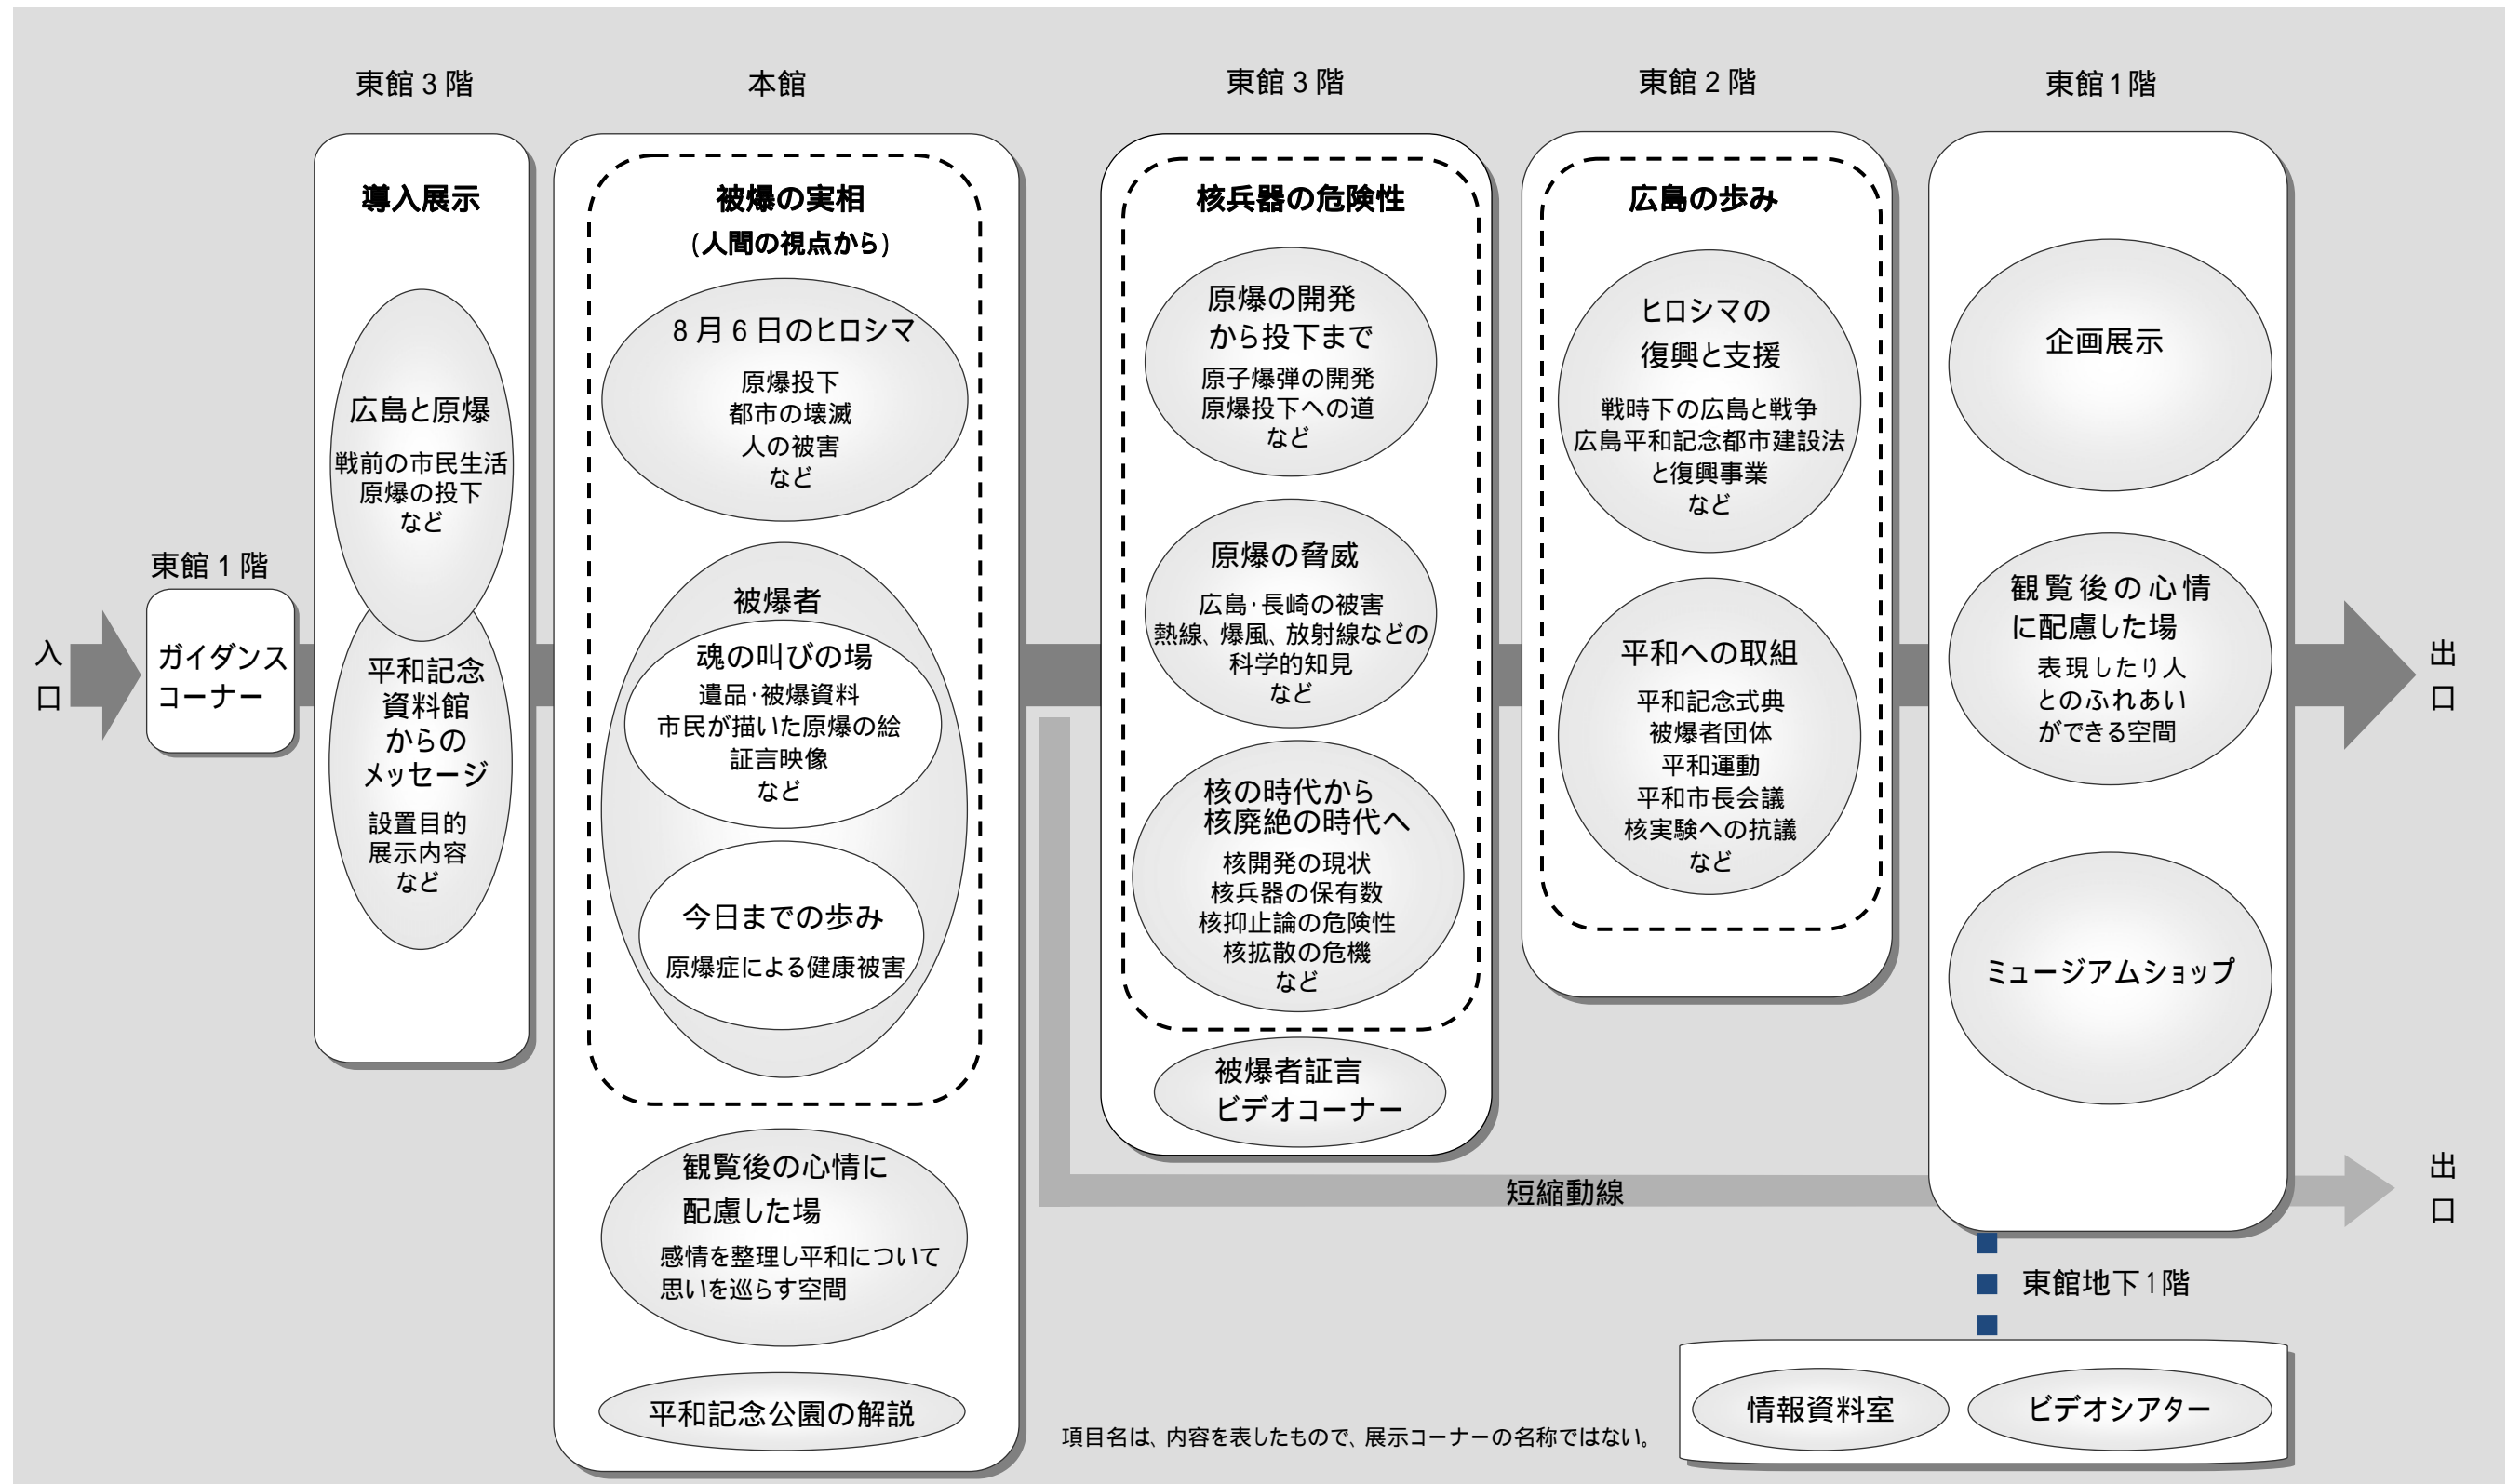 入
口
東館1階
ガイダンス
コーナー
東館3階
導入展示
広島と原爆
戦前の市民生活
原爆の投下
など
平和記念
資料館
からの
メッセージ
設置目的
展示内容
など
本館
被爆の実相
(人間の視点から)
8月6日のヒロシマ
原爆投下
都市の壊滅
人の被害
など
被爆者
魂の叫びの場
遺品・被爆資料
市民が描いた原爆の絵
証言映像
など
今日までの歩み
原爆症による健康被害
観覧後の心情に
配慮した場
感情を整理し平和について
思いを巡らす空間
平和記念公園の解説
東館3階
核兵器の危険性
原爆の開発
から投下まで
原子爆弾の開発
原爆投下への道
など
原爆の脅威
広島・長崎の被害
熱線、爆風、放射線などの
科学的知見
など
核の時代から
核廃絶の時代へ
核開発の現状
核兵器の保有数
核抑止論の危険性
核拡散の危機
など
被爆者証言
ビデオコーナー
東館2階
広島の歩み
ヒロシマの
復興と支援
戦時下の広島と戦争
広島平和記念都市建設法
と復興事業
など
平和への取組
平和記念式典
被爆者団体
平和運動
平和市長会議
核実験への抗議
など
東館1階
企画展示
観覧後の心情
に配慮した場
表現したり人
とのふれあい
ができる空間
ミュージアムショップ
出
口
短縮動線
出
口
東館地下1階
情報資料室
ビデオシアター
項目名は、内容を表したもので、展示コーナーの名称ではない。